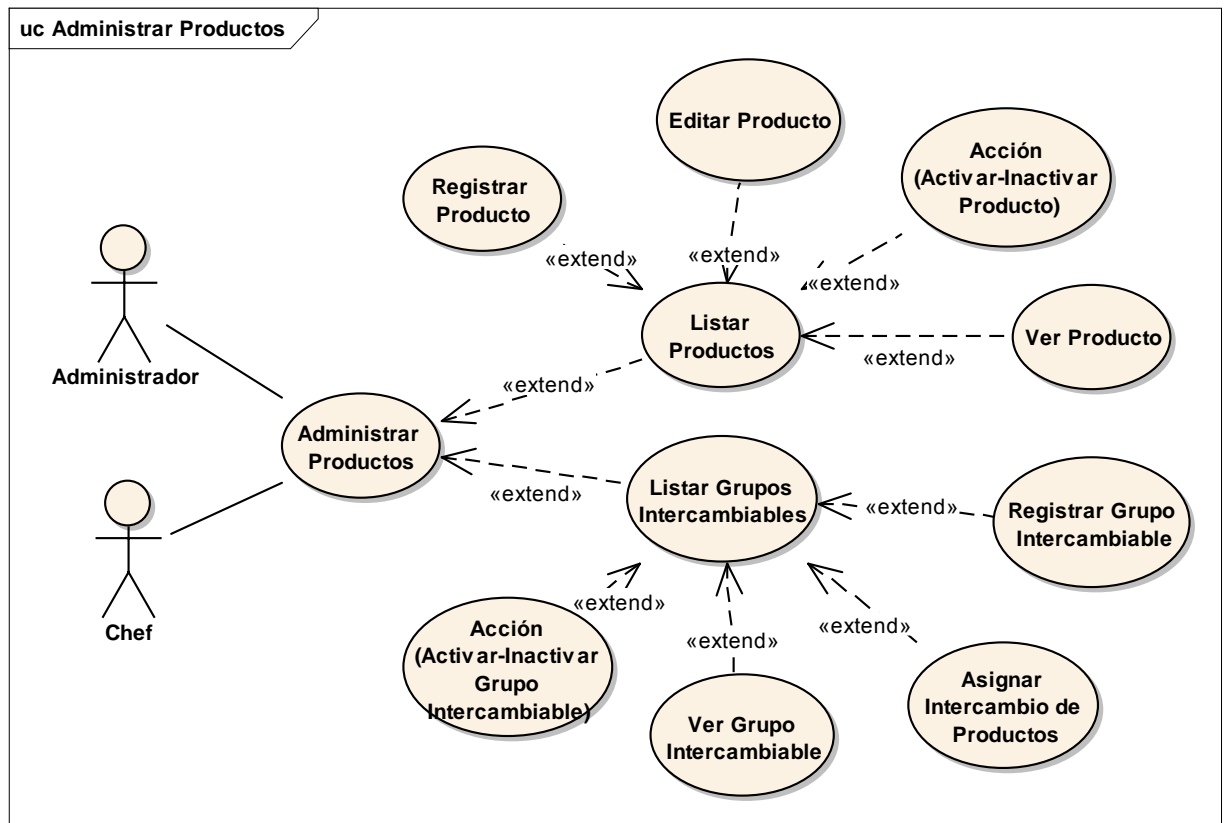 uc Administrar Productos
Editar Producto
Acción
(Activar-Inactivar
Producto)
Registrar
Producto
«extend»
«extend»
«extend»
Administrador
Listar
Productos
Ver Producto
«extend»
«extend»
Administrar
Productos
«extend»
Listar Grupos
Intercambiables
«extend»
Registrar Grupo
Intercambiable
Chef
«extend»
«extend»
«extend»
Acción
(Activar-Inactivar
Grupo
Intercambiable)
Ver Grupo
Intercambiable
Asignar
Intercambio de
Productos